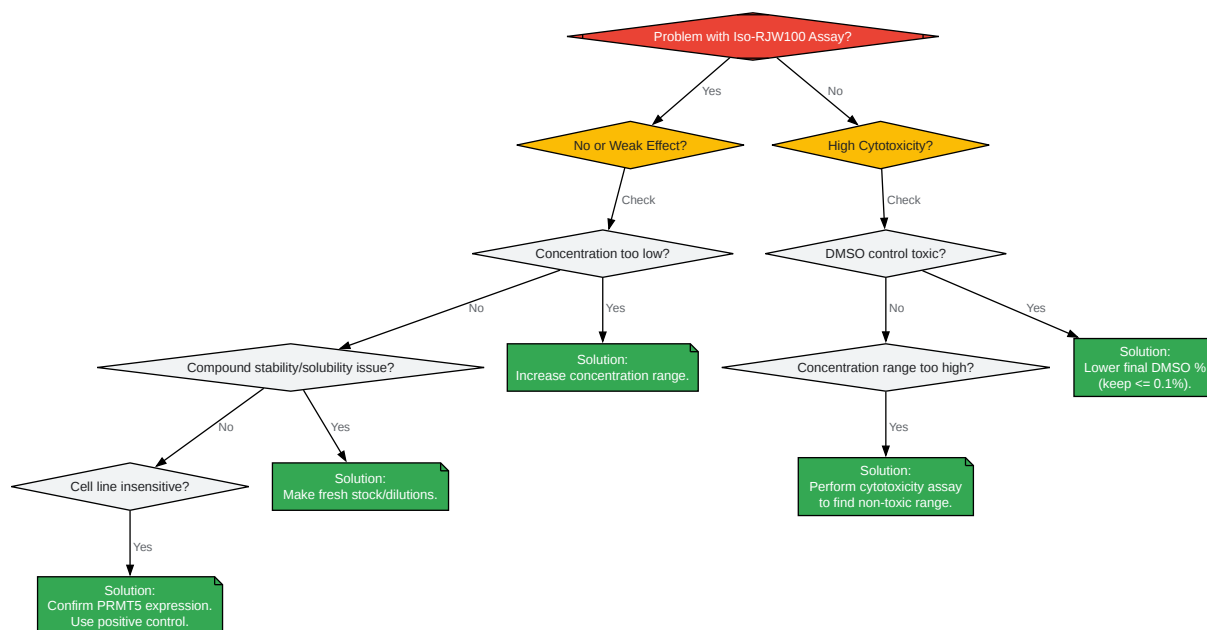 Problem with Iso-RJW100 Assay?
Yes
No
No or Weak Effect?
High Cytotoxicity?
Check
Check
Concentration too low?
DMSO control toxic?
No
Yes
No
Yes
Compound stability/solubility issue?
Solution:
Increase concentration range.
Concentration range too high?
Solution:
Lower final DMSO %
(keep <= 0.1%).
No
Yes
Yes
Cell line insensitive?
Solution:
Make fresh stock/dilutions.
Solution:
Perform cytotoxicity assay
to find non-toxic range.
Yes
Solution:
Confirm PRMT5 expression.
Use positive control.